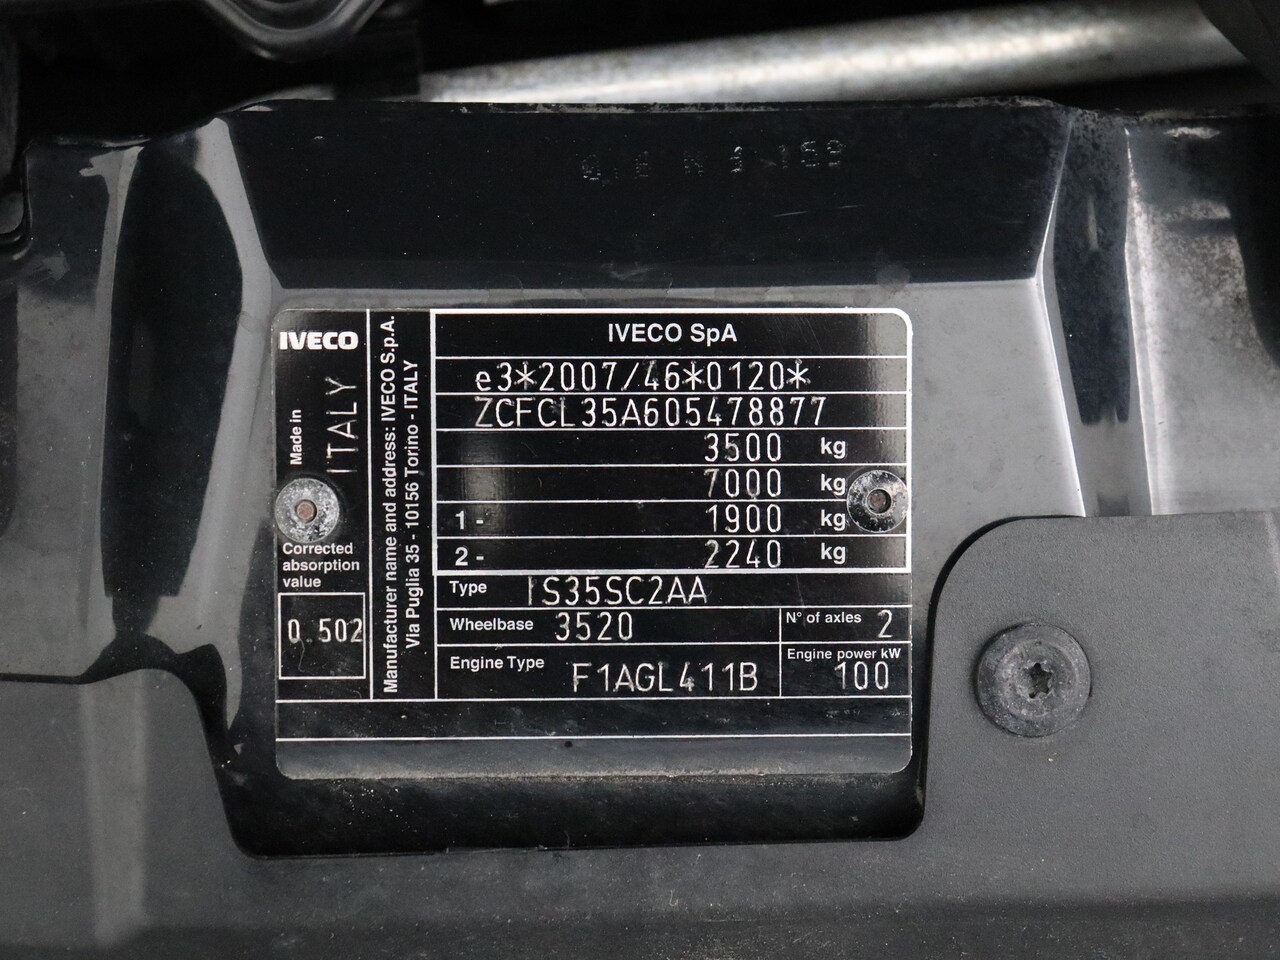 IVECO
Made in
ITALY
Corrected
absorption
value
0.502
Manufacturer name and address: IVECO S.p.A.
Via Puglia 35 - 10156 Torino - ITALY
IVECO SpA
e3*2007/46*0120*
ZCFCL35A605478877
3500 kg
7000 kg
1 - 1900 kg
2 - 2240 kg
Type IS35SC2AA
Wheelbase 3520
N° of axles 2
Engine Type F1AGL411B
Engine power kW
100